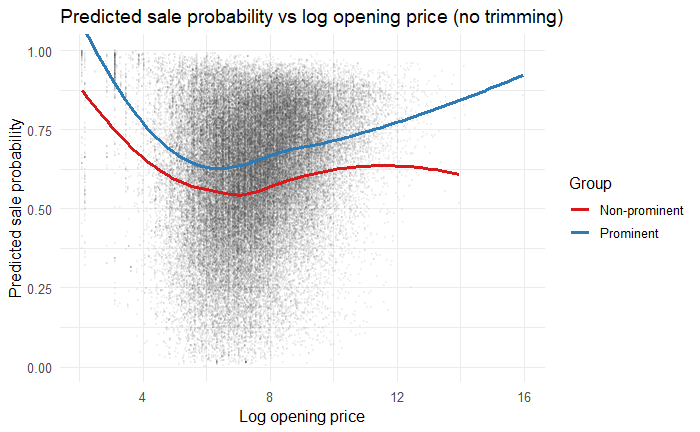 Predicted sale probability vs log opening price (no trimming)
Predicted sale probability
1.00
0.75
0.50
0.25
0.00
4 8 12 16
Log opening price
Group
Non-prominent
Prominent